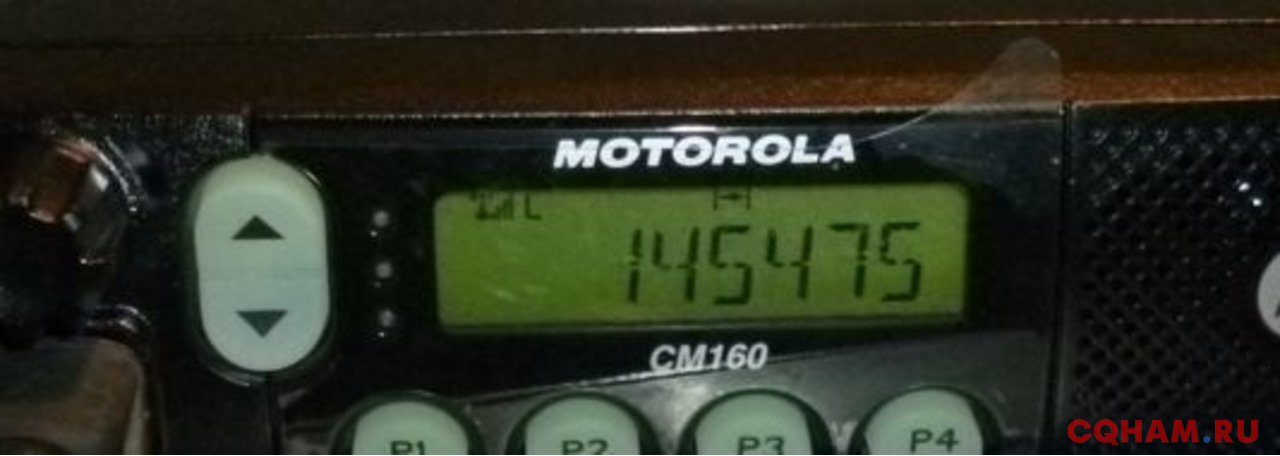 MOTOROLA
L
145475
CM160
P1 P2 P3 P4
CQHAM.RU